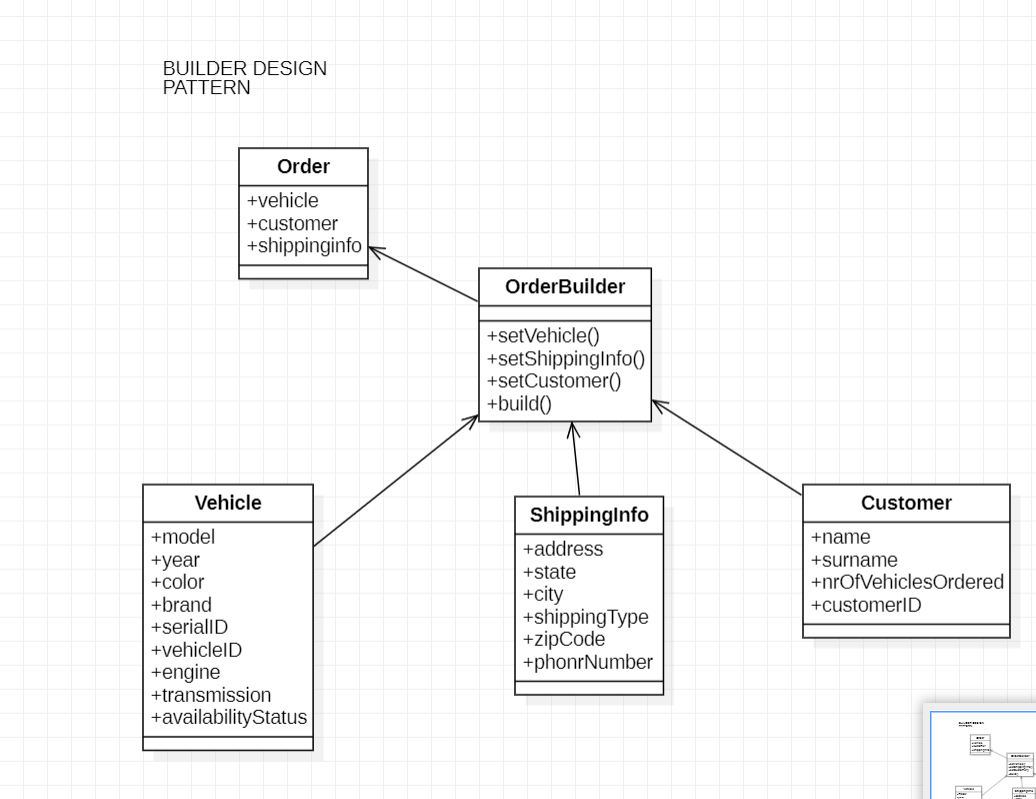 BUILDER DESIGN
PATTERN
Order
+vehicle
+customer
+shippinginfo
OrderBuilder
+setVehicle()
+setShippingInfo()
+setCustomer()
+build()
Vehicle
+model
+year
+color
+brand
+serialID
+vehicleID
+engine
+transmission
+availabilityStatus
ShippingInfo
+address
+state
+city
+shippingType
+zipCode
+phonrNumber
Customer
+name
+surname
+nrOfVehiclesOrdered
+customerID